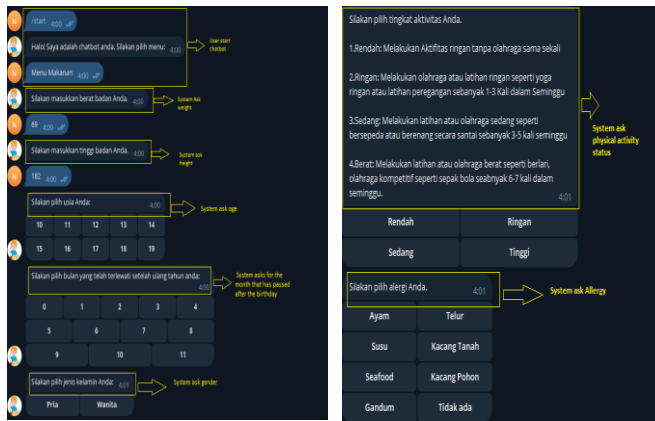 /start 4:00
Halo! Saya adalah chatbot anda. Silakan pilih menu: 4:00
User start
chatbot
Menu Makanan 4:00
Silakan masukkan berat badan Anda. 4:00
System Ask
weight
69 4:00
Silakan masukkan tinggi badan Anda. 4:00
System ask
height
182 4:00
Silakan pilih usia Anda: 4:00
System ask age
10 11 12 13 14
15 16 17 18 19
Silakan pilih bulan yang telah terlewati setelah ulang tahun anda:
4:00
System asks for the
month that has passed
after the birthday
0 1 2 3 4
5 6 7 8
9 10 11
Silakan pilih jenis kelamin Anda: 4:01
System ask gender
Pria Wanita
Silakan pilih tingkat aktivitas Anda.
1.Rendah: Melakukan Aktifitas ringan tanpa olahraga sama sekali
2.Ringan: Melakukan olahraga atau latihan ringan seperti yoga
ringan atau latihan peregangan sebanyak 1-3 Kali dalam Seminggu
3.Sedang: Melakukan latihan atau olahraga sedang seperti
bersepeda atau berenang secara santai sebanyak 3-5 kali seminggu
4.Berat: Melakukan latihan atau olahraga berat seperti berlari,
olahraga kompetitif seperti sepak bola seabnyak 6-7 kali dalam
seminggu.
4:01
System ask
physical activity
status
Rendah Ringan
Sedang Tinggi
Silakan pilih alergi Anda. 4:01
System ask Allergy
Ayam Telur
Susu Kacang Tanah
Seafood Kacang Pohon
Gandum Tidak ada